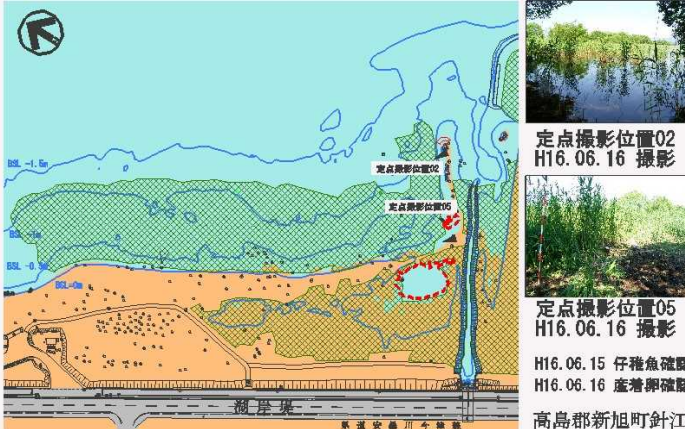 BSL -1.5m
定点撮影位置02
定点撮影位置05
BSL -1m
BSL -0.3m
BSL-0m
湖岸堤
定点撮影位置02
H16.06.16 撮影
定点撮影位置05
H16.06.16 撮影
H16.06.15 仔稚魚確認
H16.06.16 産着卵確認
高島郡新旭町針江